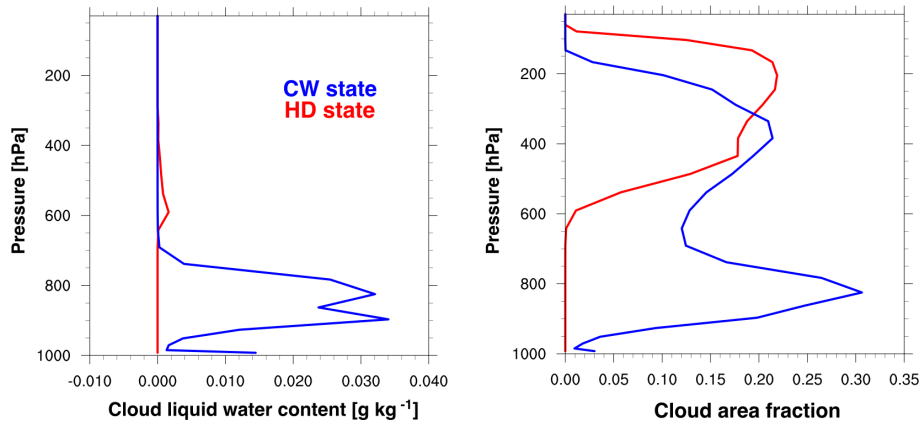 200
400
600
800
1000
Pressure [hPa]
CW state
HD state
-0.010 0.000 0.010 0.020 0.030 0.040
Cloud liquid water content [g kg⁻¹]
200
400
600
800
1000
Pressure [hPa]
0.00 0.05 0.10 0.15 0.20 0.25 0.30 0.35
Cloud area fraction